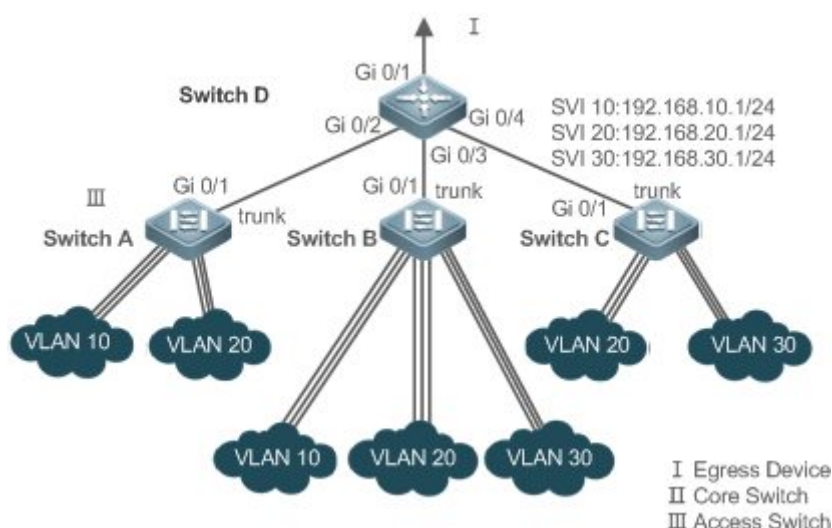 I
Gi 0/1
Switch D
Gi 0/2
Gi 0/4
Gi 0/3
SVI 10:192.168.10.1/24
SVI 20:192.168.20.1/24
SVI 30:192.168.30.1/24
III
Gi 0/1
trunk
Switch A
Gi 0/1
trunk
Switch B
trunk
Gi 0/1
Switch C
VLAN 10
VLAN 20
VLAN 20
VLAN 30
VLAN 10
VLAN 20
VLAN 30
I Egress Device
II Core Switch
III Access Switch